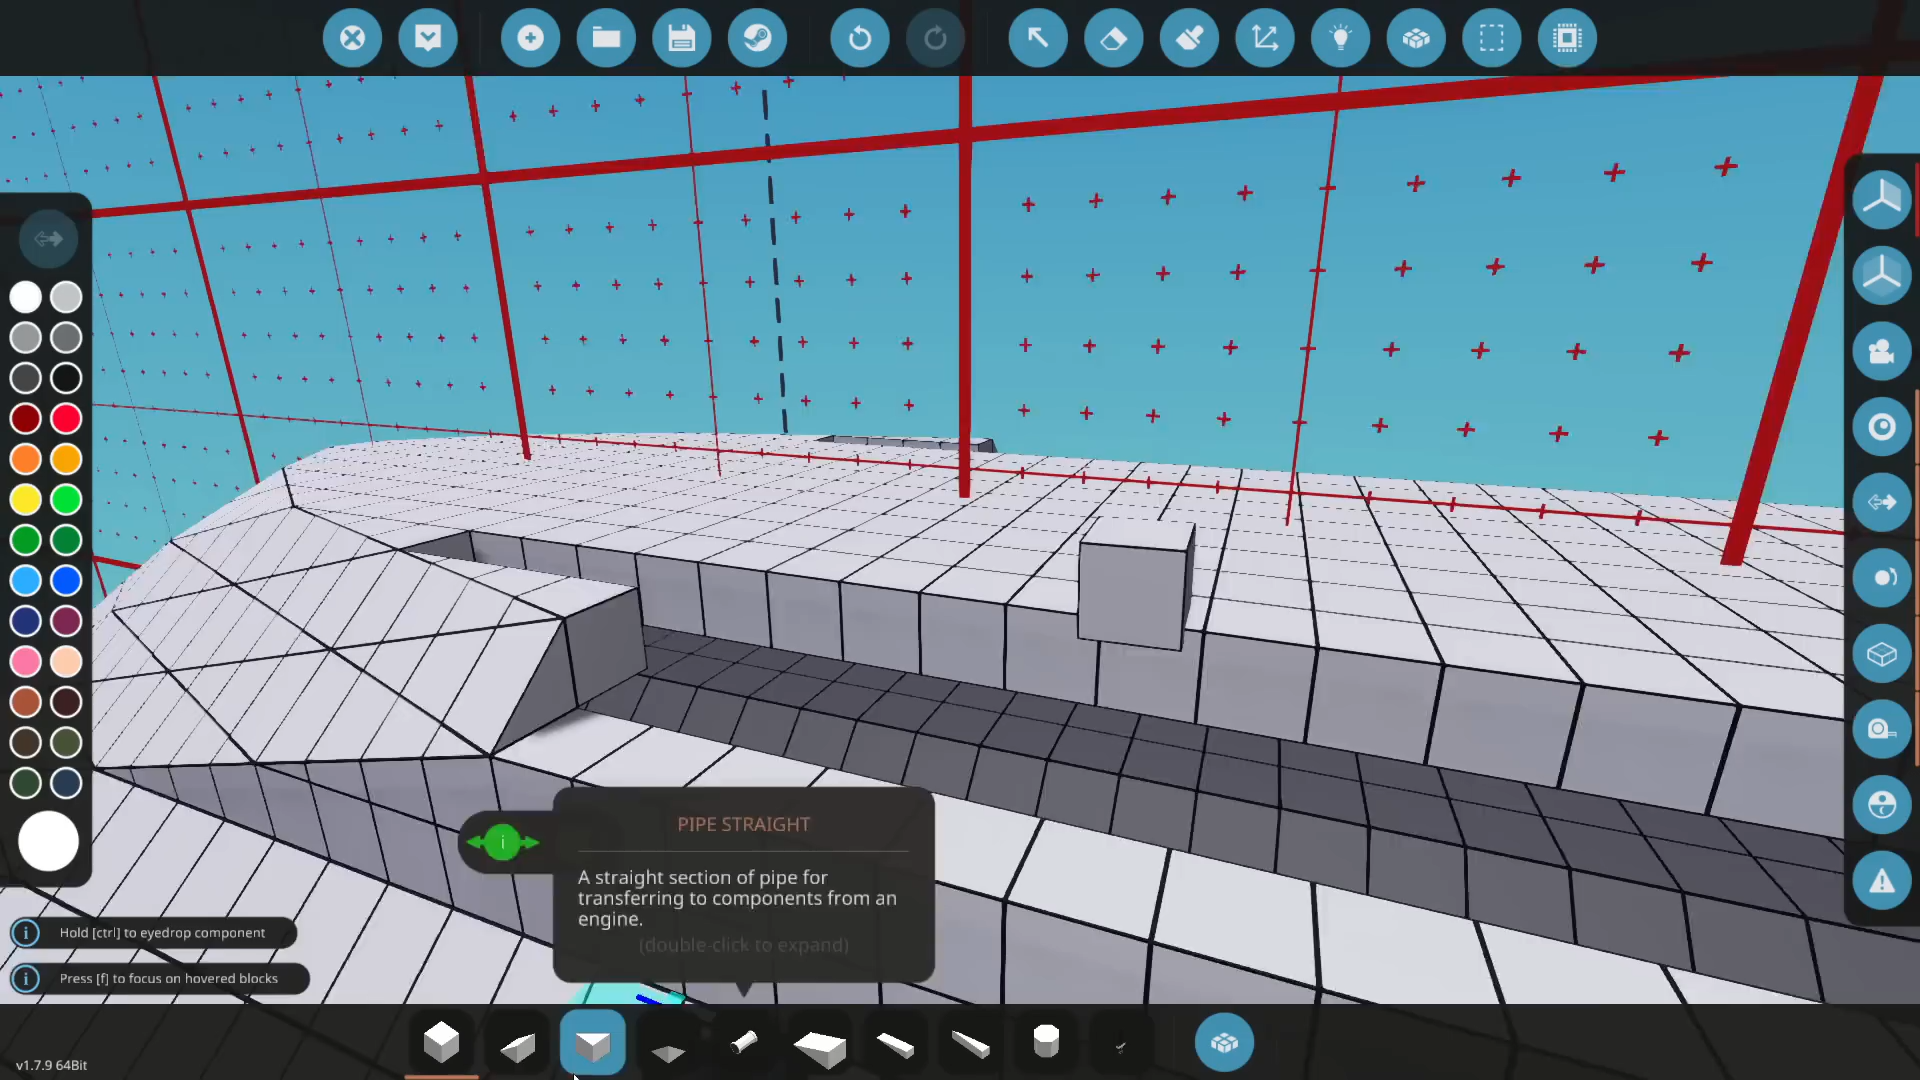 PIPE STRAIGHT
A straight section of pipe for
transferring to components from an
engine.
(double-click to expand)
Hold [ctrl] to eyedrop component
Press [f] to focus on hovered blocks
v1.7.9 64Bit